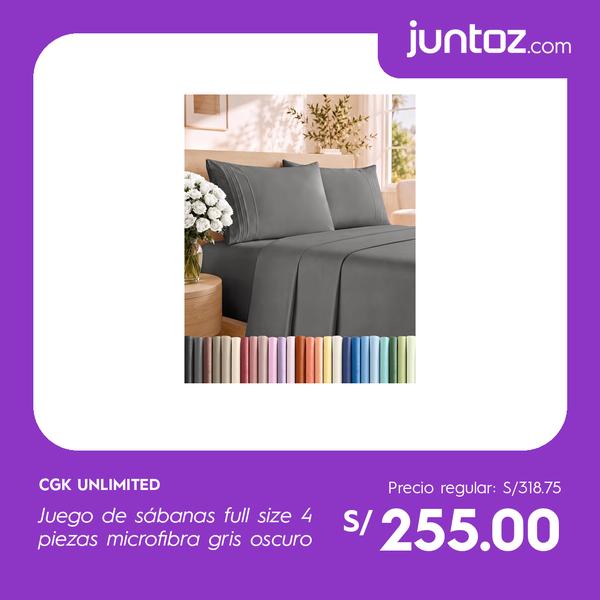 juntoz.com
CGK UNLIMITED
Juego de sábanas full size 4
piezas microfibra gris oscuro
Precio regular: S/318.75
S/ 255.00